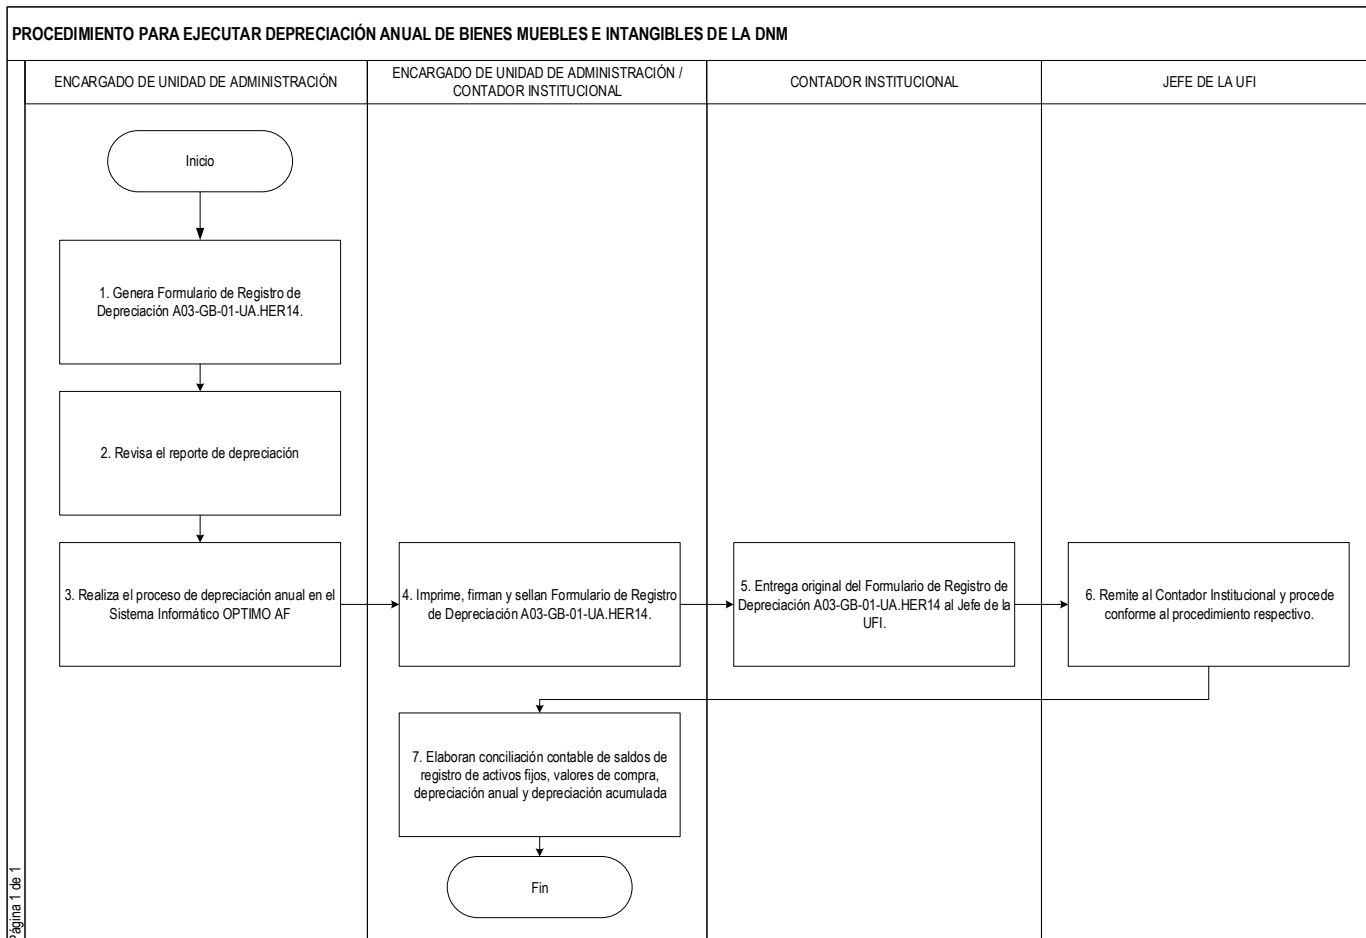 PROCEDIMIENTO PARA EJECUTAR DEPRECIACIÓN ANUAL DE BIENES MUEBLES E INTANGIBLES DE LA DNM
ENCARGADO DE UNIDAD DE ADMINISTRACIÓN
ENCARGADO DE UNIDAD DE ADMINISTRACIÓN /
CONTADOR INSTITUCIONAL
CONTADOR INSTITUCIONAL
JEFE DE LA UFI
Inicio
1. Genera Formulario de Registro de
Depreciación A03-GB-01-UA.HER14.
2. Revisa el reporte de depreciación
3. Realiza el proceso de depreciación anual en el
Sistema Informático OPTIMO AF
4. Imprime, firman y sellan Formulario de Registro
de Depreciación A03-GB-01-UA.HER14.
5. Entrega original del Formulario de Registro de
Depreciación A03-GB-01-UA.HER14 al Jefe de la
UFI.
6. Remite al Contador Institucional y procede
conforme al procedimiento respectivo.
7. Elaboran conciliación contable de saldos de
registro de activos fijos, valores de compra,
depreciación anual y depreciación acumulada
Fin
Página 1 de 1